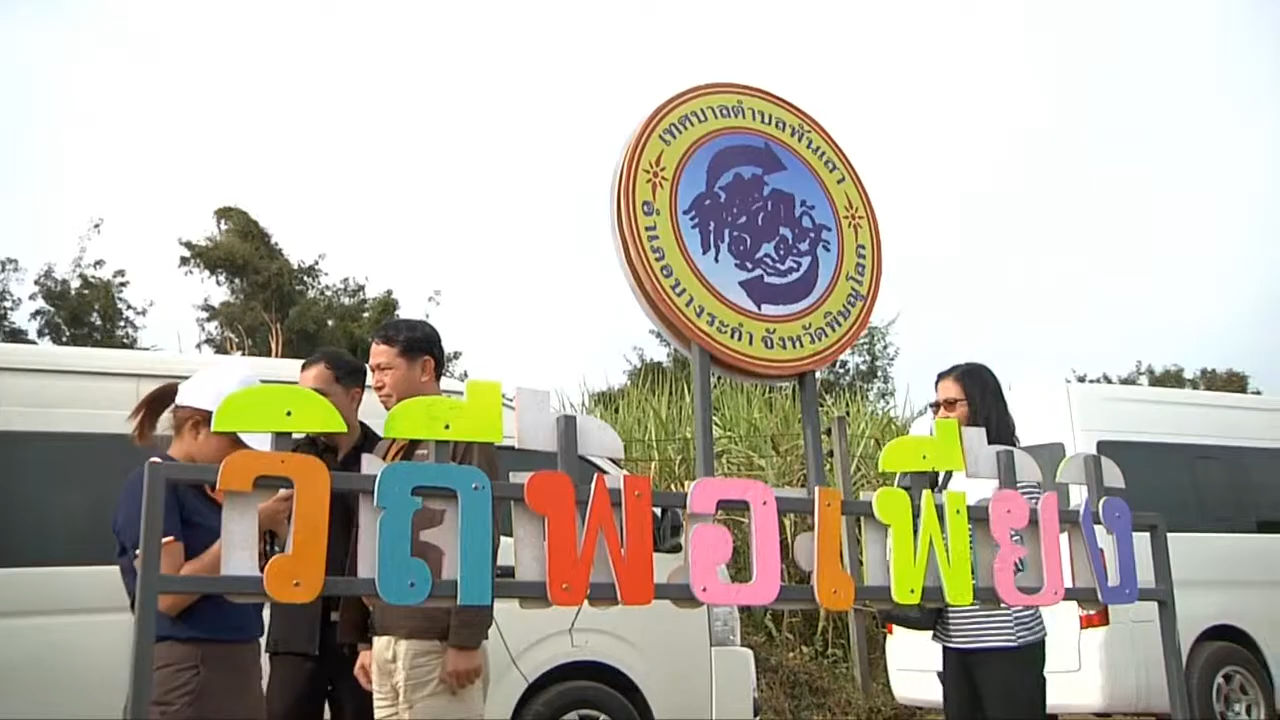 เทศบาลตำบลพันเสา
อำเภอบางระกำ จังหวัดพิษณุโลก
วิถีพอเพียง